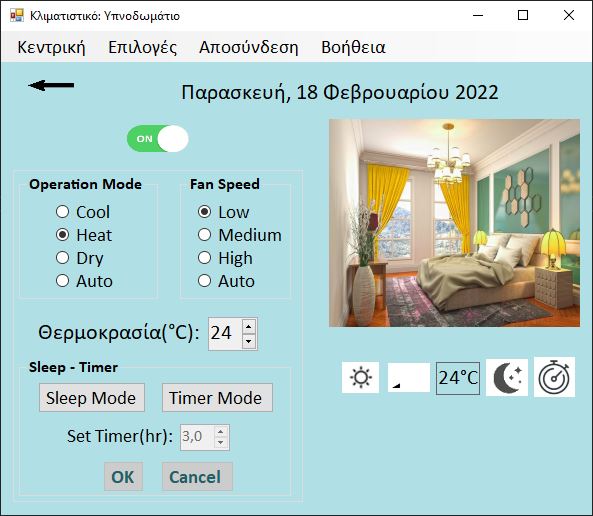 Κλιματιστικό: Υπνοδωμάτιο
Κεντρική Επιλογές Αποσύνδεση Βοήθεια
Παρασκευή, 18 Φεβρουαρίου 2022
ON
Operation Mode Fan Speed
Cool Low
Heat Medium
Dry High
Auto Auto
Θερμοκρασία(°C): 24
Sleep - Timer
24°C
Sleep Mode Timer Mode
Set Timer(hr): 3,0
OK Cancel